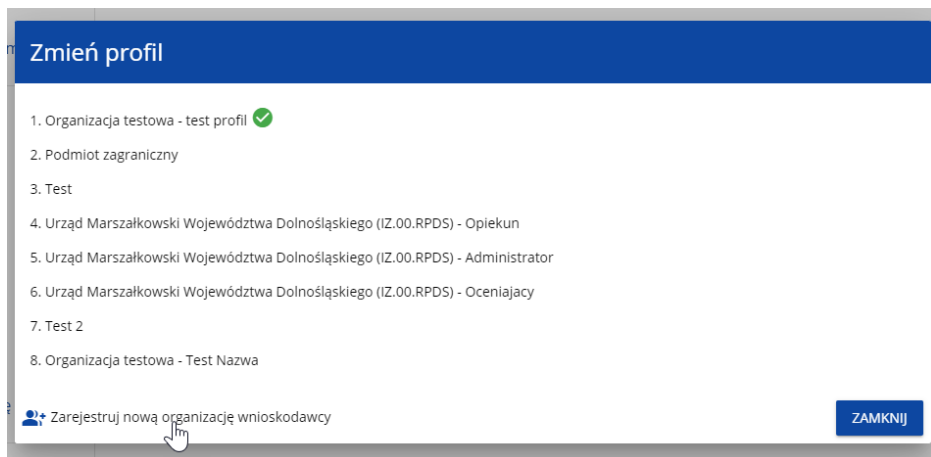 Zmień profil
1. Organizacja testowa - test profil
2. Podmiot zagraniczny
3. Test
4. Urząd Marszałkowski Województwa Dolnośląskiego (IZ.00.RPDS) - Opiekun
5. Urząd Marszałkowski Województwa Dolnośląskiego (IZ.00.RPDS) - Administrator
6. Urząd Marszałkowski Województwa Dolnośląskiego (IZ.00.RPDS) - Oceniajacy
7. Test 2
8. Organizacja testowa - Test Nazwa
Zarejestruj nową organizację wnioskodawcy
ZAMKNIJ